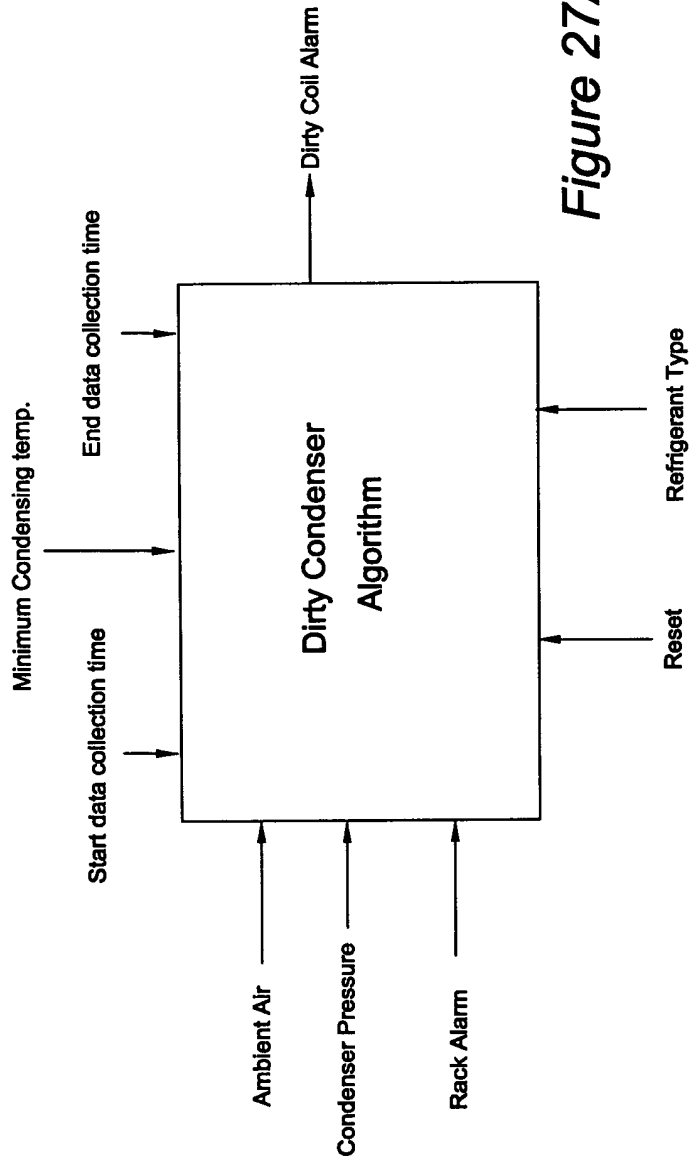 Minimum Condensing temp.
Start data collection time
End data collection time
Ambient Air
Condenser Pressure
Rack Alarm
Dirty Condenser
Algorithm
Dirty Coil Alarm
Reset
Refrigerant Type
Figure 27